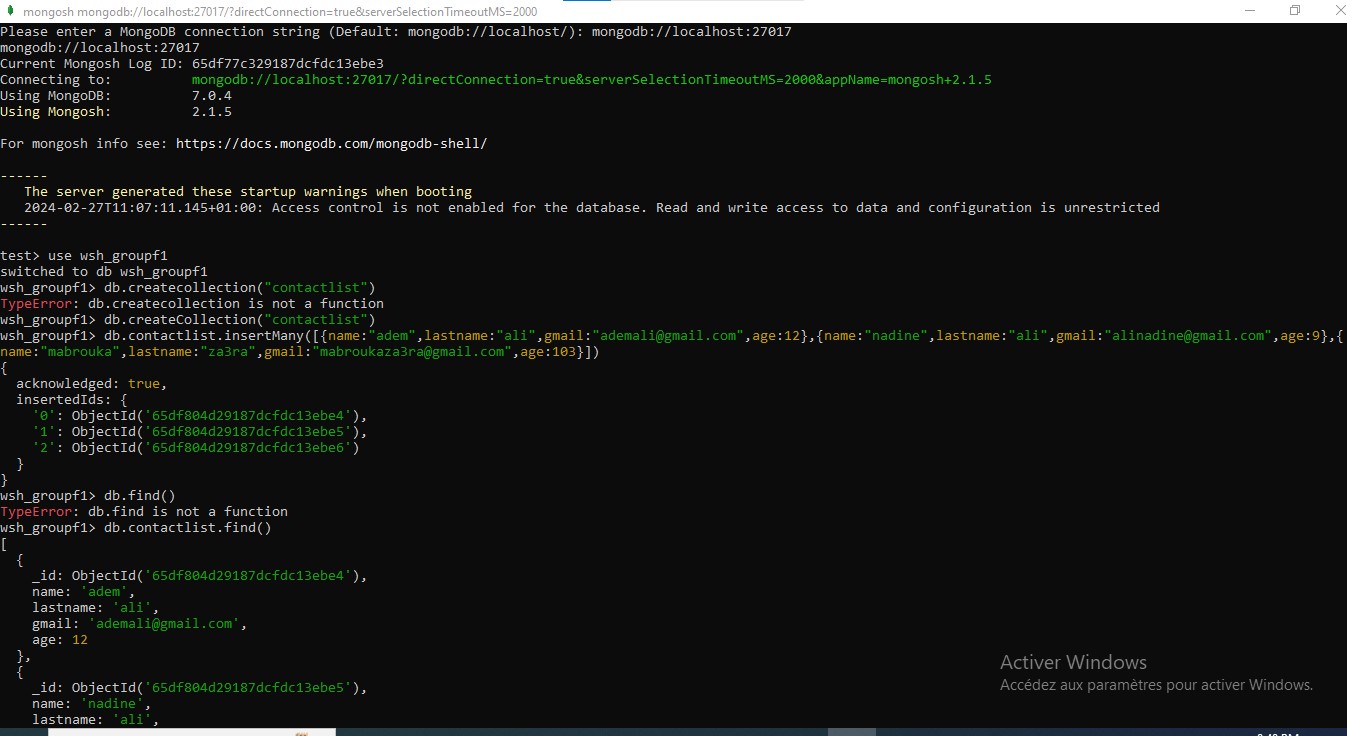 mongosh mongodb://localhost:27017/?directConnection=true&serverSelectionTimeoutMS=2000
Please enter a MongoDB connection string (Default: mongodb://localhost/): mongodb://localhost:27017
mongodb://localhost:27017
Current Mongosh Log ID: 65df77c329187dcfdc13ebe3
Connecting to:          mongodb://localhost:27017/?directConnection=true&serverSelectionTimeoutMS=2000&appName=mongosh+2.1.5
Using MongoDB:          7.0.4
Using Mongosh:          2.1.5
For mongosh info see: https://docs.mongodb.com/mongodb-shell/
------
   The server generated these startup warnings when booting
   2024-02-27T11:07:11.145+01:00: Access control is not enabled for the database. Read and write access to data and configuration is unrestricted
------
test> use wsh_groupf1
switched to db wsh_groupf1
wsh_groupf1> db.createcollection("contactlist")
TypeError: db.createcollection is not a function
wsh_groupf1> db.createCollection("contactlist")
wsh_groupf1> db.contactlist.insertMany([{name:"adem",lastname:"ali",gmail:"ademali@gmail.com",age:12},{name:"nadine",lastname:"ali",gmail:"alinadine@gmail.com",age:9},{
name:"mabrouka",lastname:"za3ra",gmail:"mabroukaza3ra@gmail.com",age:103}])
{
  acknowledged: true,
  insertedIds: {
    '0': ObjectId('65df804d29187dcfdc13ebe4'),
    '1': ObjectId('65df804d29187dcfdc13ebe5'),
    '2': ObjectId('65df804d29187dcfdc13ebe6')
  }
}
wsh_groupf1> db.find()
TypeError: db.find is not a function
wsh_groupf1> db.contactlist.find()
[
  {
    _id: ObjectId('65df804d29187dcfdc13ebe4'),
    name: 'adem',
    lastname: 'ali',
    gmail: 'ademali@gmail.com',
    age: 12
  },
  {
    _id: ObjectId('65df804d29187dcfdc13ebe5'),
    name: 'nadine',
    lastname: 'ali',
Activer Windows
Accédez aux paramètres pour activer Windows.